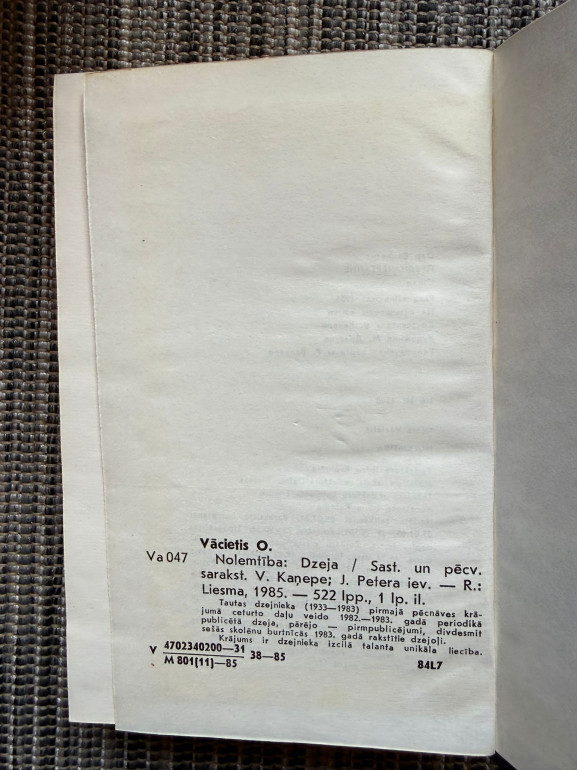 Vācietis O.
Va 047 Nolemtība: Dzeja / Sast. un pēcv.
sarakst. V. Kaņepe; J. Petera iev. — R.:
Liesma, 1985. — 522 lpp., 1 lp. il.
Tautas dzejnieka (1933—1983) pirmajā pēcnāves krā-
jumā ceturto daļu veido 1982.—1983. gadā periodikā
publicētā dzeja, pārējo — pirmpublicējumi, divdesmit
sešās skolēnu burtnīcās 1983. gadā rakstītie dzejoļi.
Krājums ir dzejnieka izcilā talanta unikāla liecība.
V 4702340200—31 38—85
M 801(11)—85 84L7